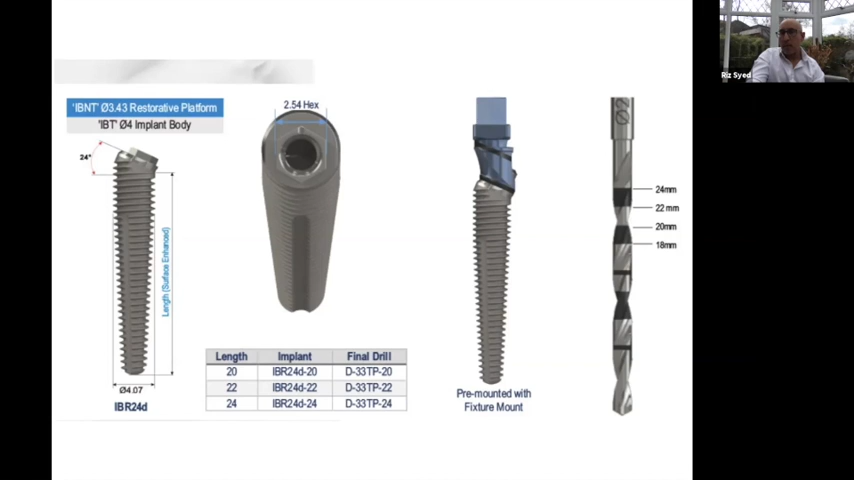 Riz Syed
'IBNT' Ø3.43 Restorative Platform
'IBT' Ø4 Implant Body
24°
Length (Surface Enhanced)
Ø4.07
IBR24d
2.54 Hex
Length Implant Final Drill
20 IBR24d-20 D-33TP-20
22 IBR24d-22 D-33TP-22
24 IBR24d-24 D-33TP-24
Pre-mounted with
Fixture Mount
24mm
22 mm
20mm
18mm